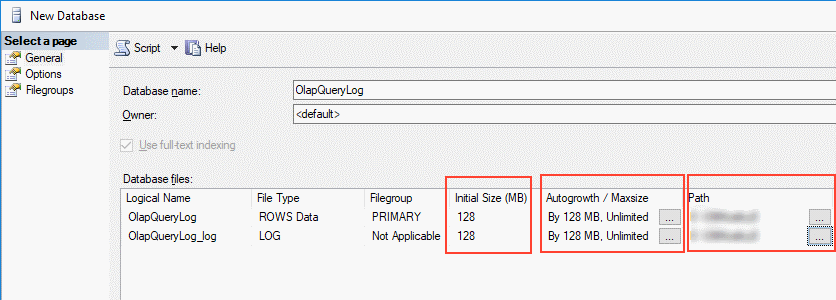 New Database
Select a page
General
Options
Filegroups
Script Help
Database name: OlapQueryLog
Owner: <default>
Use full-text indexing
Database files:
Logical Name File Type Filegroup Initial Size (MB) Autogrowth / Maxsize Path
OlapQueryLog ROWS Data PRIMARY 128 By 128 MB, Unlimited ... ...
OlapQueryLog_log LOG Not Applicable 128 By 128 MB, Unlimited ... ...